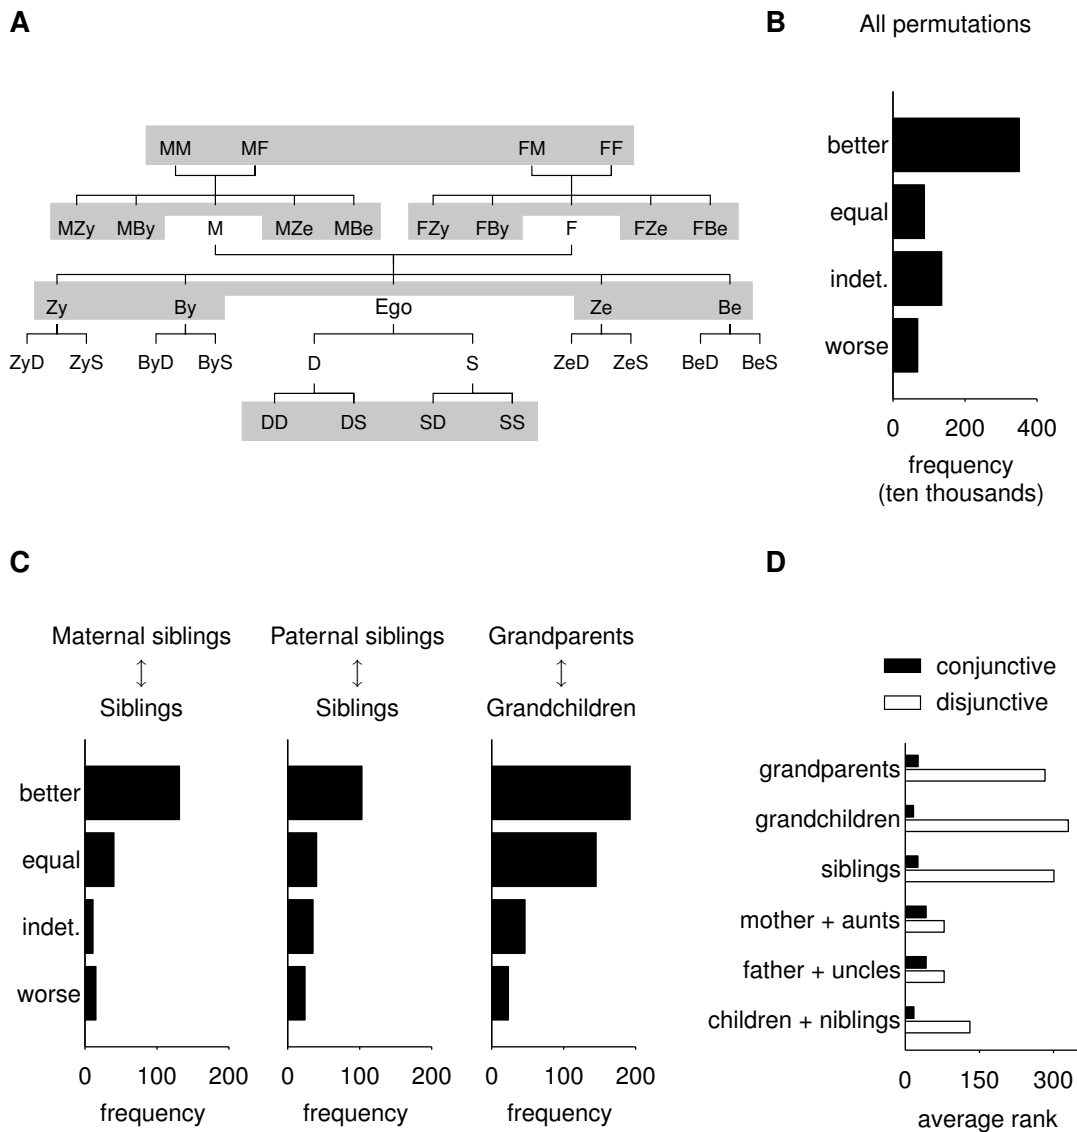 A
MM MF FM FF
MZy MBy M MZe MBe FZy FBy F FZe FBe
Zy By Ego Ze Be
ZyD ZyS ByD ByS D S ZeD ZeS BeD BeS
DD DS SD SS
B
All permutations
better
equal
indet.
worse
0 200 400
frequency
(ten thousands)
C
Maternal siblings Paternal siblings Grandparents
↕ ↕ ↕
Siblings Siblings Grandchildren
better
equal
indet.
worse
0 100 200 0 100 200 0 100 200
frequency frequency frequency
D
conjunctive
disjunctive
grandparents
grandchildren
siblings
mother + aunts
father + uncles
children + niblings
0 150 300
average rank